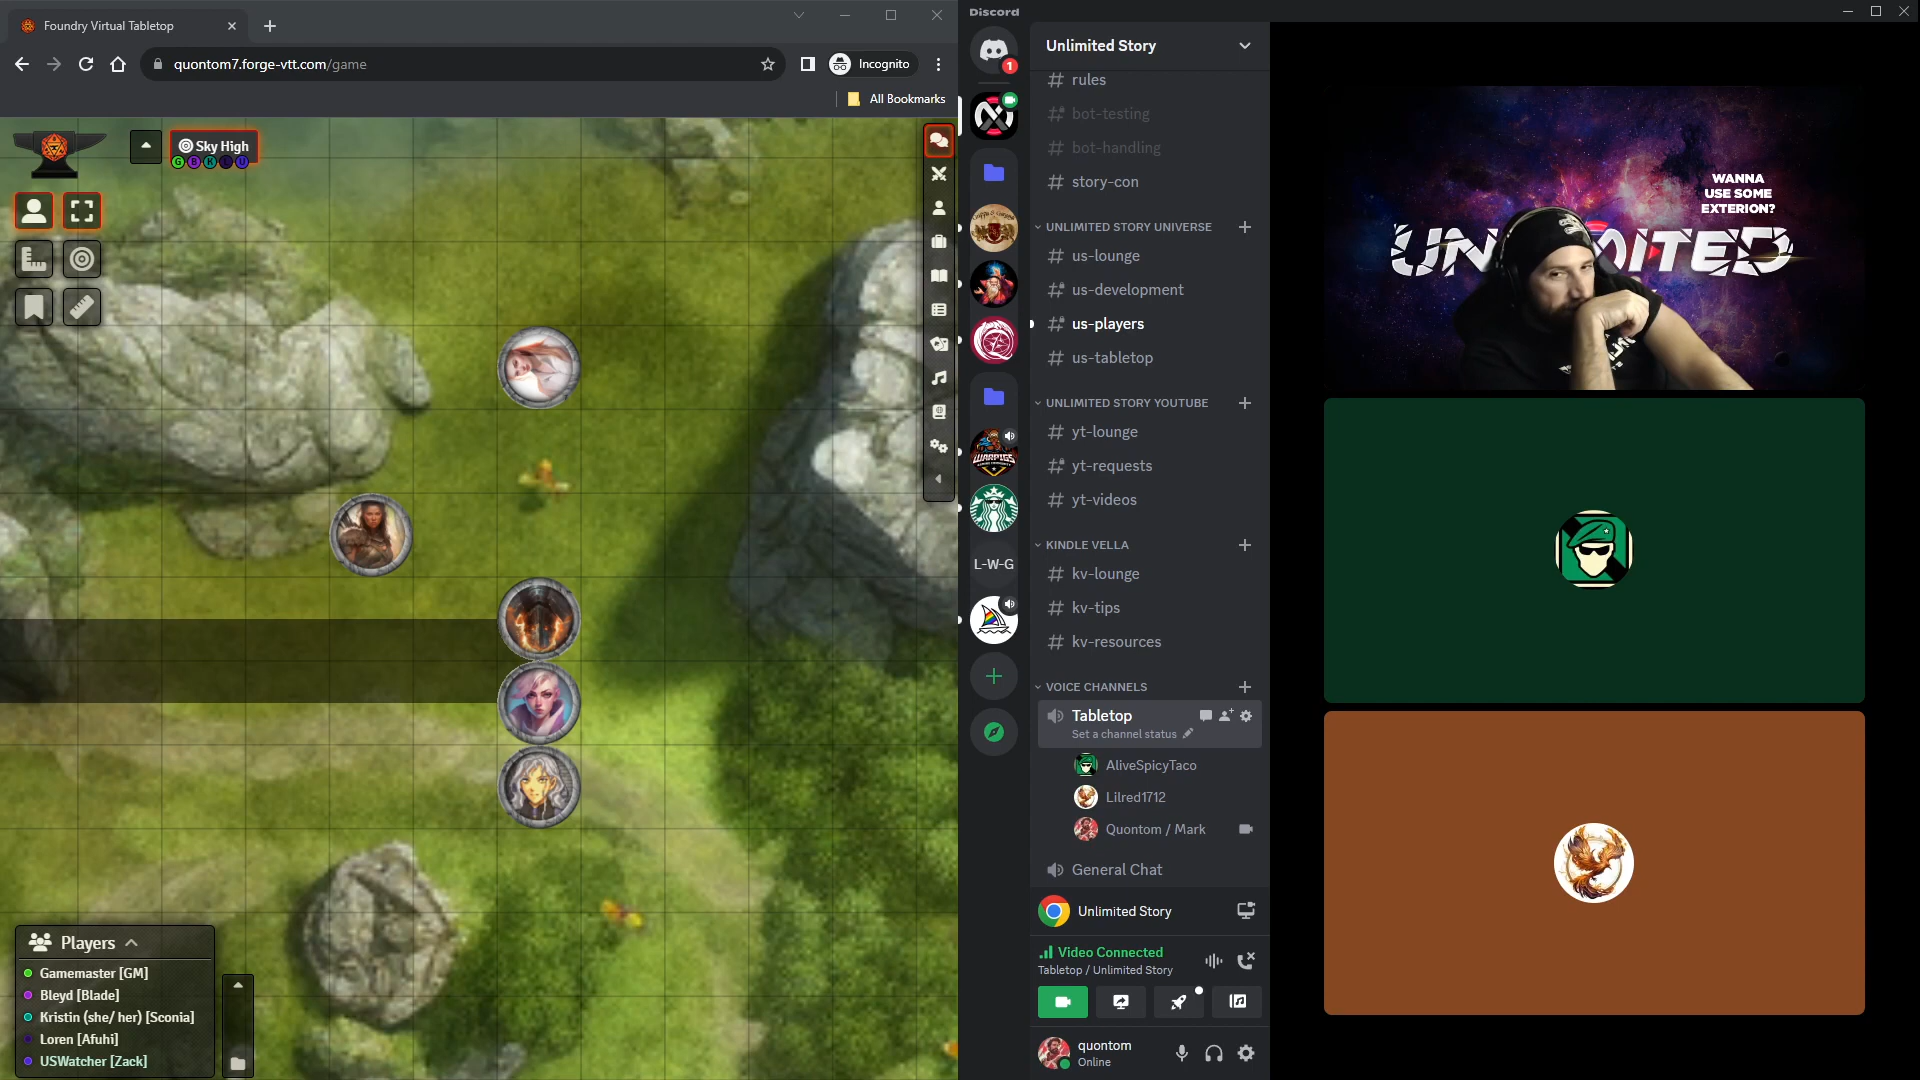 Foundry Virtual Tabletop
quontom7.forge-vtt.com/game
Incognito
All Bookmarks
Sky High
G B K L U
Players
Gamemaster [GM]
Bleyd [Blade]
Kristin (she/ her) [Sconia]
Loren [Afuhi]
USWatcher [Zack]
Discord
1
WARPIGS
L-W-G
Unlimited Story
rules
bot-testing
bot-handling
story-con
UNLIMITED STORY UNIVERSE
us-lounge
us-development
us-players
us-tabletop
UNLIMITED STORY YOUTUBE
yt-lounge
yt-requests
yt-videos
KINDLE VELLA
kv-lounge
kv-tips
kv-resources
VOICE CHANNELS
Tabletop
Set a channel status
AliveSpicyTaco
Lilred1712
Quontom / Mark
General Chat
Unlimited Story
Video Connected
Tabletop / Unlimited Story
quontom
Online
WANNA
USE SOME
EXTERION?